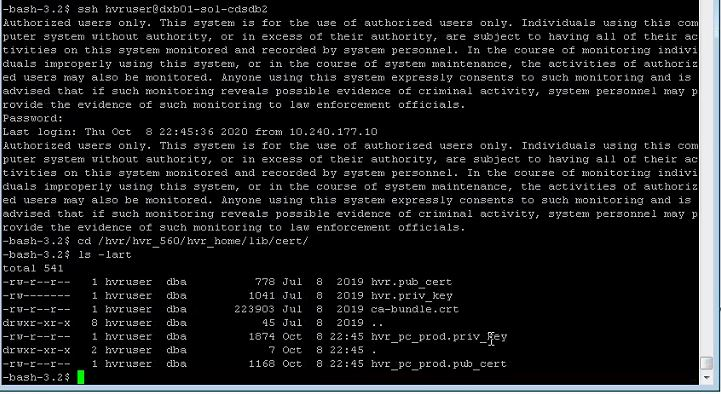 -bash-3.2$ ssh hvruser@dxb01-sol-cdsdb2
Authorized users only. This system is for the use of authorized users only. Individuals using this com
puter system without authority, or in excess of their authority, are subject to having all of their ac
tivities on this system monitored and recorded by system personnel. In the course of monitoring indivi
duals improperly using this system, or in the course of system maintenance, the activities of authoriz
ed users may also be monitored. Anyone using this system expressly consents to such monitoring and is
advised that if such monitoring reveals possible evidence of criminal activity, system personnel may p
rovide the evidence of such monitoring to law enforcement officials.
Password:
Last login: Thu Oct  8 22:45:36 2020 from 10.240.177.10
Authorized users only. This system is for the use of authorized users only. Individuals using this com
puter system without authority, or in excess of their authority, are subject to having all of their ac
tivities on this system monitored and recorded by system personnel. In the course of monitoring indivi
duals improperly using this system, or in the course of system maintenance, the activities of authoriz
ed users may also be monitored. Anyone using this system expressly consents to such monitoring and is
advised that if such monitoring reveals possible evidence of criminal activity, system personnel may p
rovide the evidence of such monitoring to law enforcement officials.
-bash-3.2$ cd /hvr/hvr_560/hvr_home/lib/cert/
-bash-3.2$ ls -lart
total 541
-rw-r--r--   1 hvruser  dba          778 Jul  8  2019 hvr.pub_cert
-rw-------   1 hvruser  dba         1041 Jul  8  2019 hvr.priv_key
-rw-r--r--   1 hvruser  dba       223903 Jul  8  2019 ca-bundle.crt
drwxr-xr-x   8 hvruser  dba           45 Jul  8  2019 ..
-rw-r--r--   1 hvruser  dba         1874 Oct  8 22:45 hvr_pc_prod.priv_key
drwxr-xr-x   2 hvruser  dba            7 Oct  8 22:45 .
-rw-r--r--   1 hvruser  dba         1168 Oct  8 22:45 hvr_pc_prod.pub_cert
-bash-3.2$